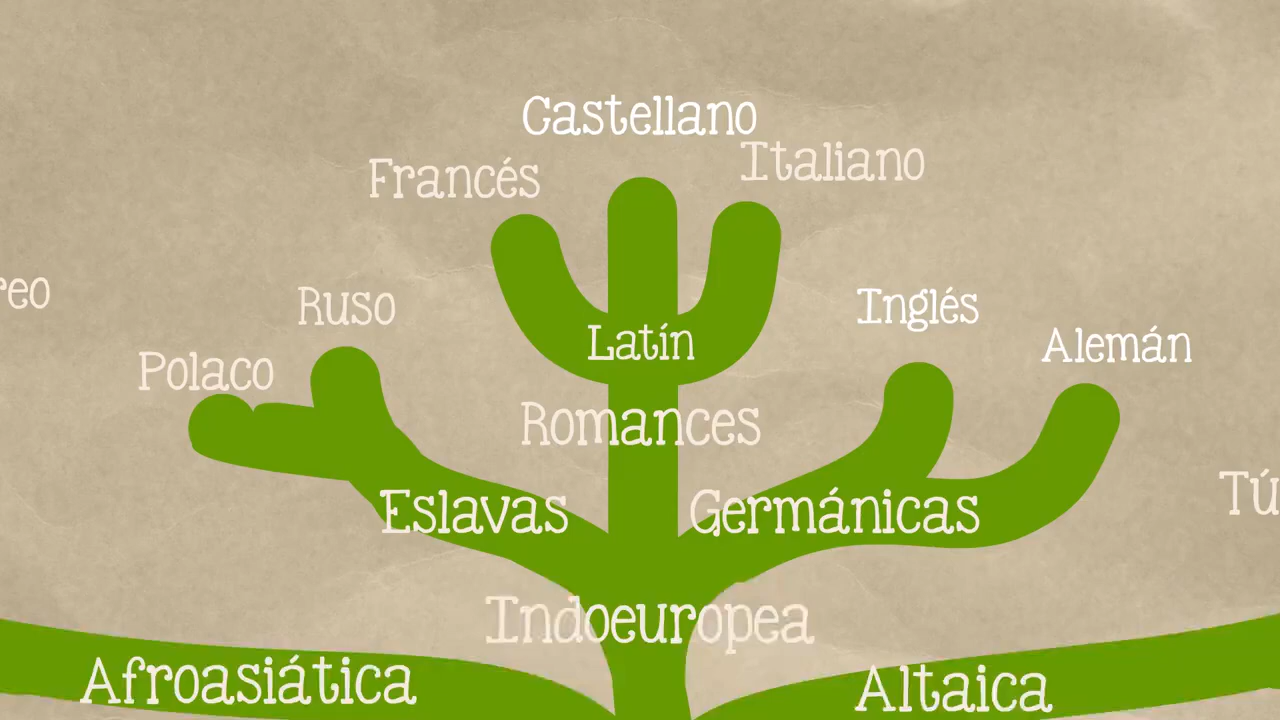 Castellano
Francés
Italiano
Ruso
Inglés
Polaco
Latín
Alemán
Romances
Eslavas
Germánicas
Indoeuropea
Afroasiática
Altaica